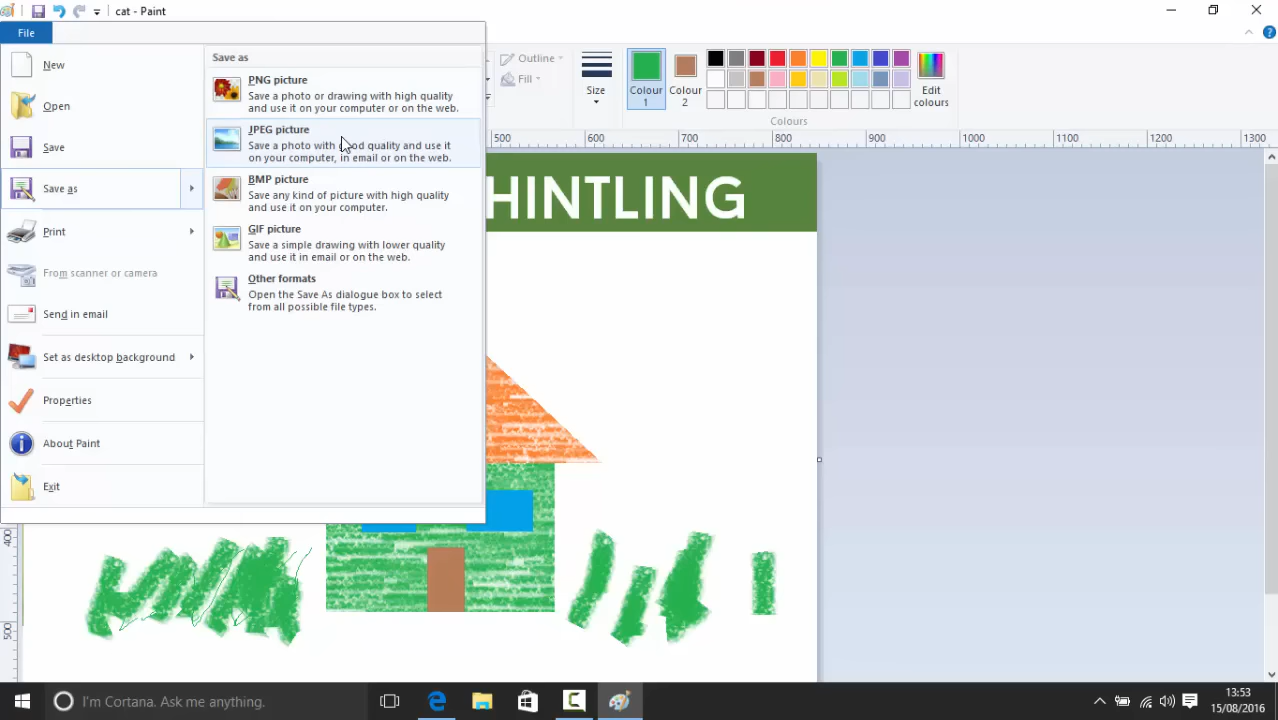 cat - Paint
File
New
Open
Save
Save as
Print
From scanner or camera
Send in email
Set as desktop background
Properties
About Paint
Exit
Save as
PNG picture
Save a photo or drawing with high quality
and use it on your computer or on the web.
JPEG picture
Save a photo with good quality and use it
on your computer, in email or on the web.
BMP picture
Save any kind of picture with high quality
and use it on your computer.
GIF picture
Save a simple drawing with lower quality
and use it in email or on the web.
Other formats
Open the Save As dialogue box to select
from all possible file types.
Outline
Fill
Size
Colour
1
Colour
2
Edit
colours
Colours
500 600 700 800 900 1000 1100 1200 1300
HINTLING
400
500
I'm Cortana. Ask me anything.
13:53
15/08/2016